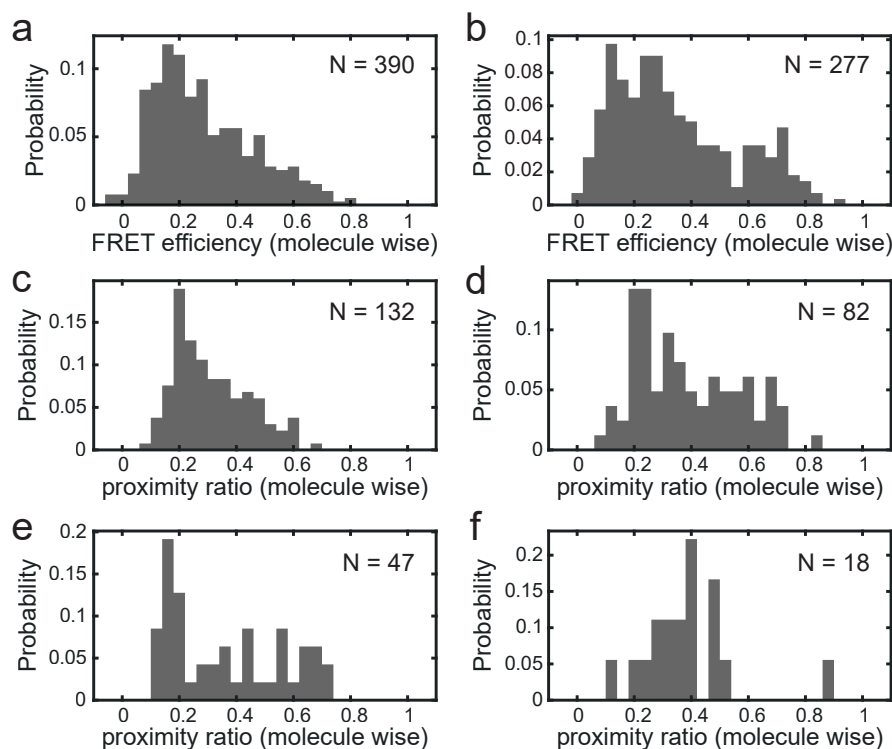 a
N = 390
Probability
0.1
0.05
0
0 0.2 0.4 0.6 0.8 1
FRET efficiency (molecule wise)
b
N = 277
Probability
0.1
0.08
0.06
0.04
0.02
0
0 0.2 0.4 0.6 0.8 1
FRET efficiency (molecule wise)
c
N = 132
Probability
0.15
0.1
0.05
0
0 0.2 0.4 0.6 0.8 1
proximity ratio (molecule wise)
d
N = 82
Probability
0.1
0.05
0
0 0.2 0.4 0.6 0.8 1
proximity ratio (molecule wise)
e
N = 47
Probability
0.2
0.15
0.1
0.05
0
0 0.2 0.4 0.6 0.8 1
proximity ratio (molecule wise)
f
N = 18
Probability
0.2
0.15
0.1
0.05
0
0 0.2 0.4 0.6 0.8 1
proximity ratio (molecule wise)